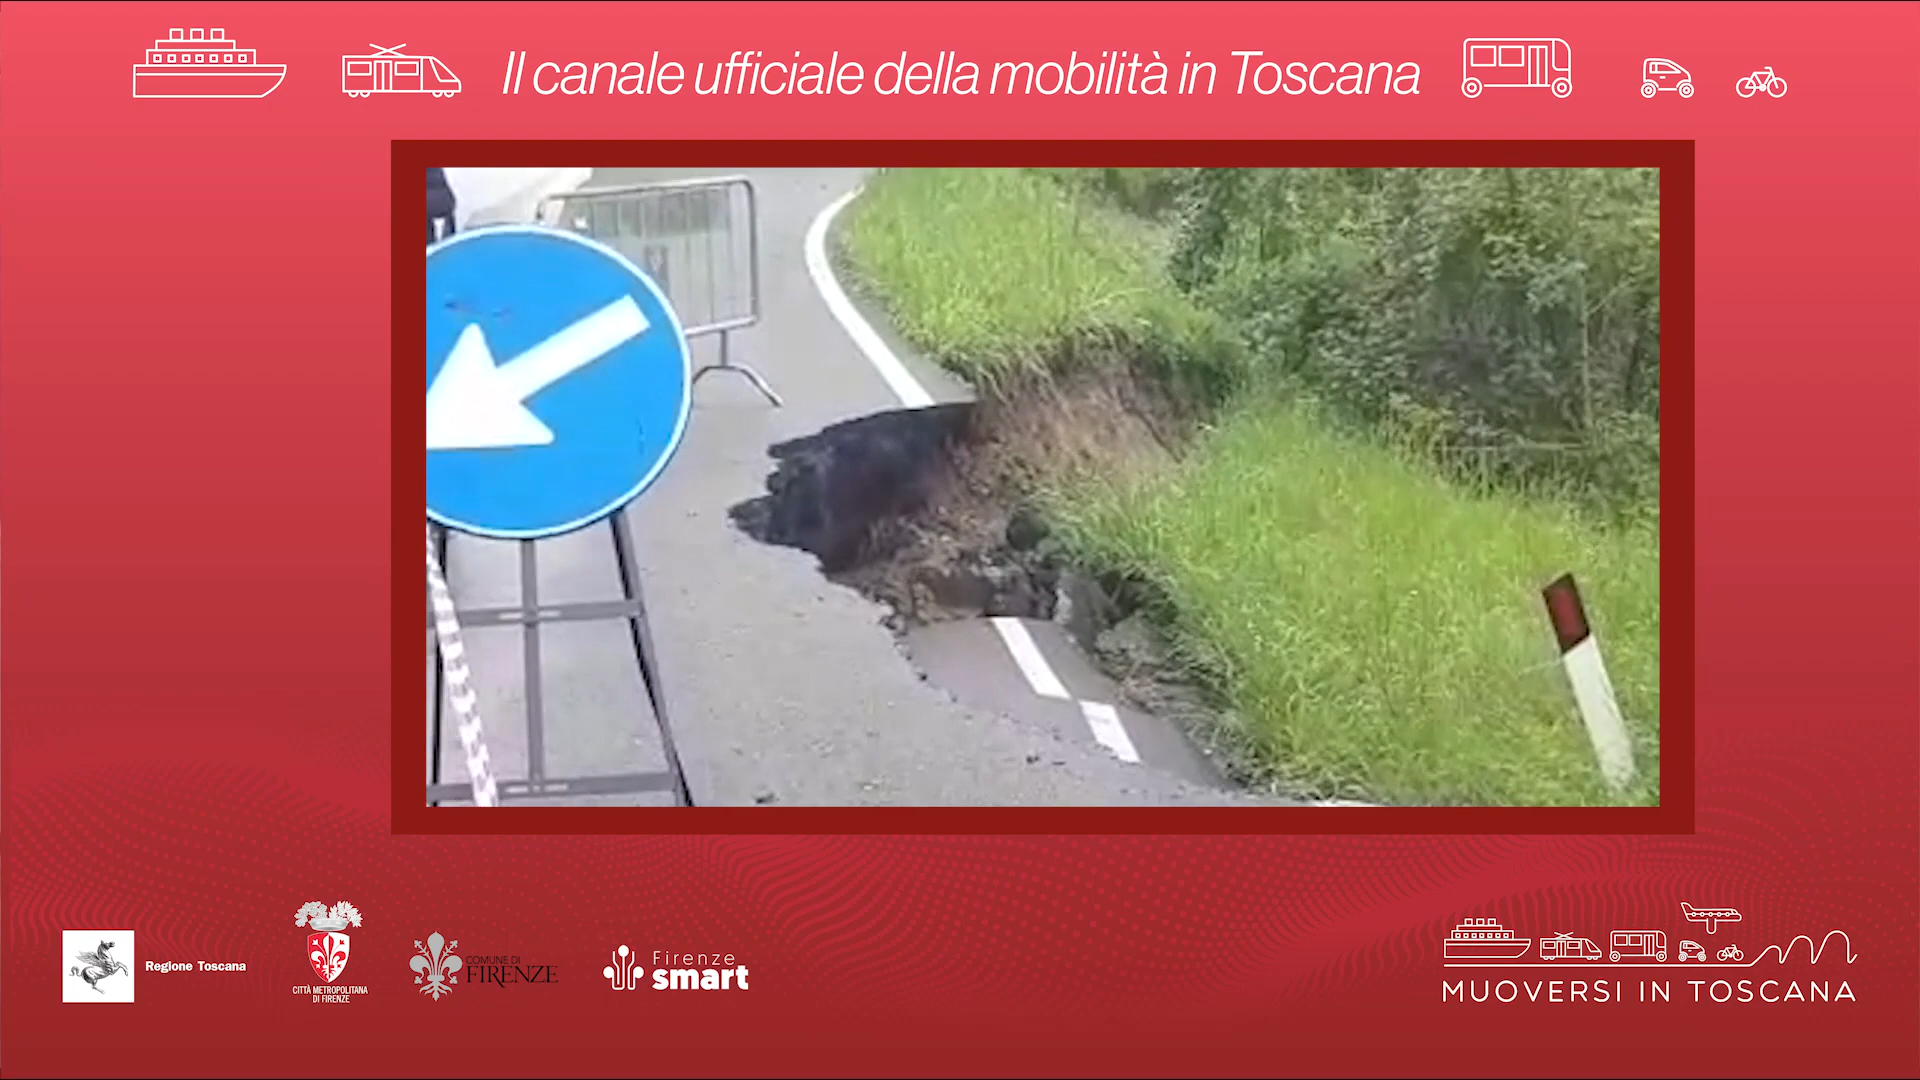 Il canale ufficiale della mobilità in Toscana
Regione Toscana
CITTÀ METROPOLITANA
DI FIRENZE
COMUNE DI
FIRENZE
Firenze
smart
MUOVERSI IN TOSCANA